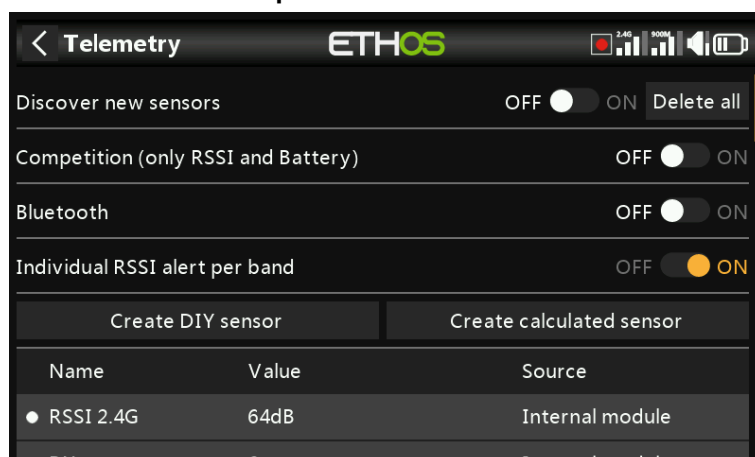 Telemetry ETHOS 2.4G 900M
Discover new sensors OFF ON Delete all
Competition (only RSSI and Battery) OFF ON
Bluetooth OFF ON
Individual RSSI alert per band OFF ON
Create DIY sensor Create calculated sensor
Name Value Source
RSSI 2.4G 64dB Internal module